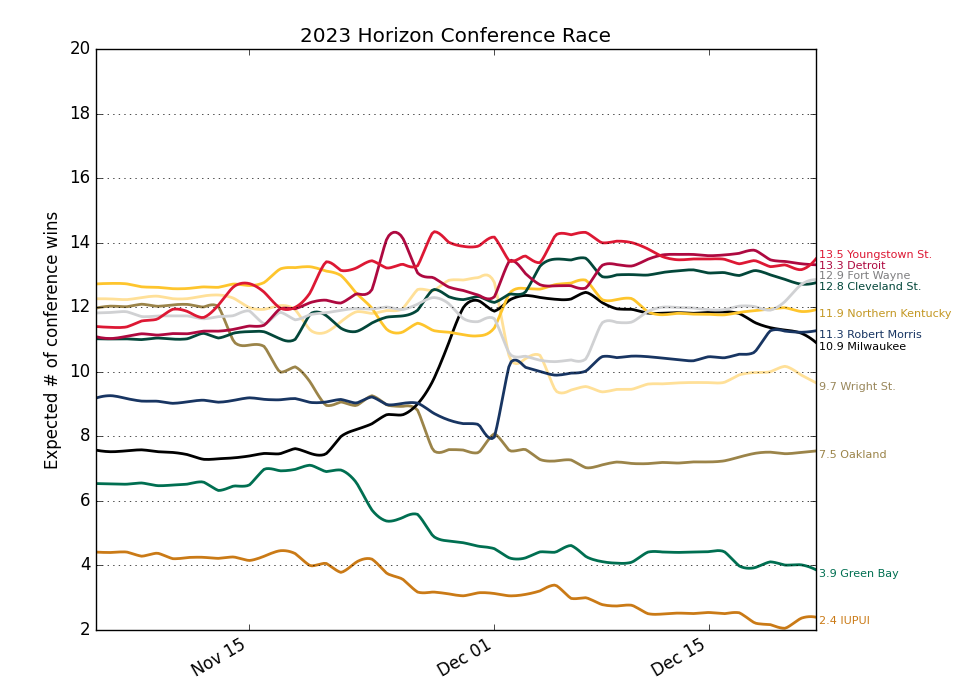 2023 Horizon Conference Race
Expected # of conference wins
20
18
16
14
12
10
8
6
4
2
Nov 15
Dec 01
Dec 15
13.5 Youngstown St.
13.3 Detroit
12.9 Fort Wayne
12.8 Cleveland St.
11.9 Northern Kentucky
11.3 Robert Morris
10.9 Milwaukee
9.7 Wright St.
7.5 Oakland
3.9 Green Bay
2.4 IUPUI